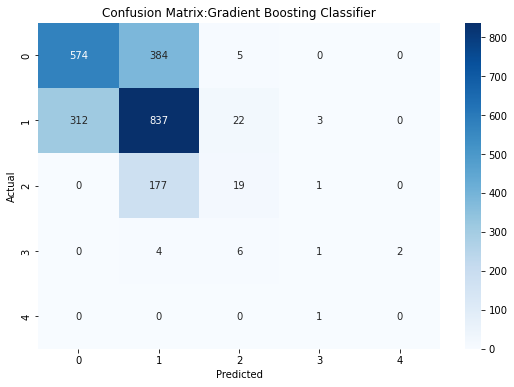 Confusion Matrix:Gradient Boosting Classifier
0 574 384 5 0 0
1 312 837 22 3 0
2 0 177 19 1 0
3 0 4 6 1 2
4 0 0 0 1 0
0 1 2 3 4
Actual
Predicted
800
700
600
500
400
300
200
100
0